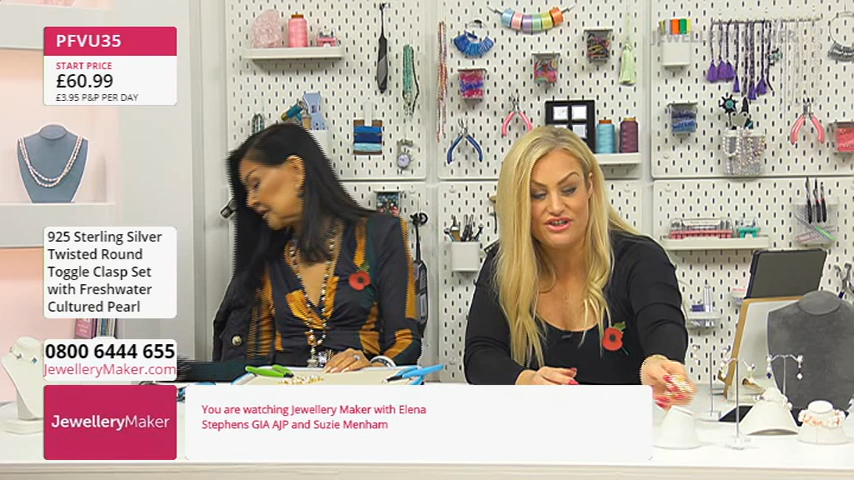 PFVU35
START PRICE
£60.99
£3.95 P&P PER DAY
JEWELLERY MAKER
925 Sterling Silver
Twisted Round
Toggle Clasp Set
with Freshwater
Cultured Pearl
0800 6444 655
JewelleryMaker.com
JewelleryMaker
You are watching Jewellery Maker with Elena
Stephens GIA AJP and Suzie Menham